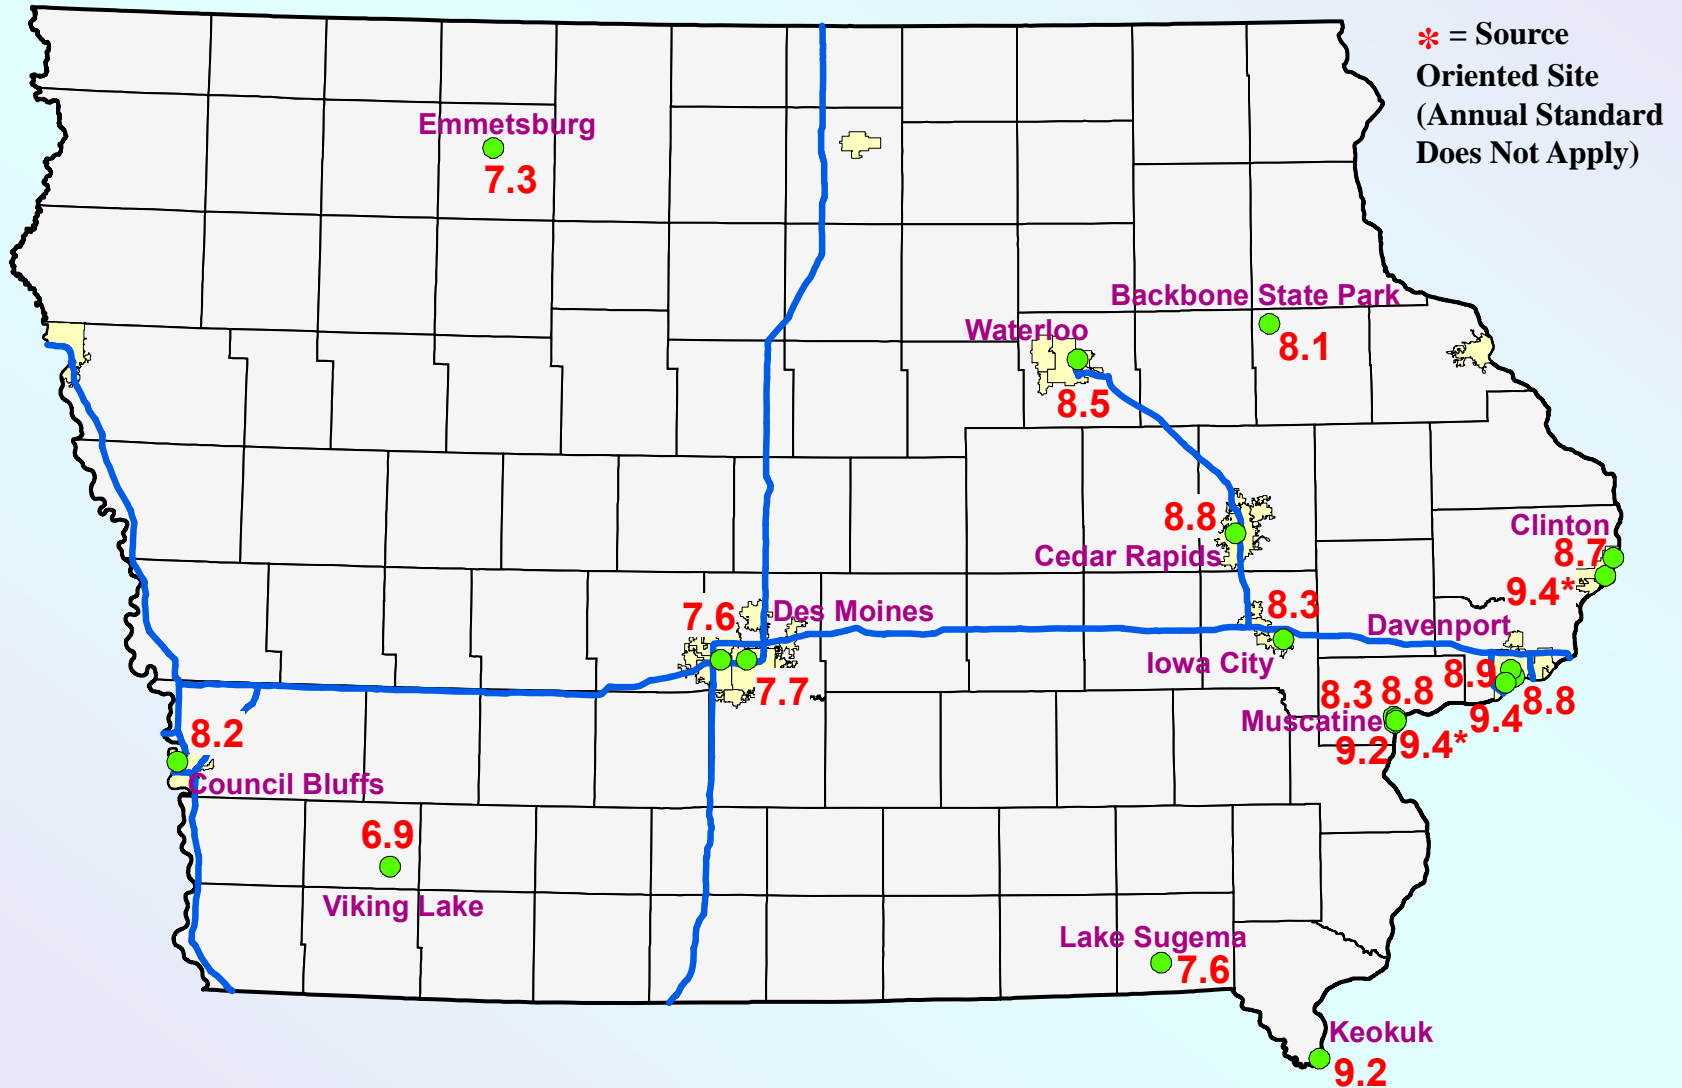 * = Source
Oriented Site
(Annual Standard
Does Not Apply)
Emmetsburg
7.3
Backbone State Park
8.1
Waterloo
8.5
8.8
Cedar Rapids
Clinton
8.7
9.4*
7.6
Des Moines
7.7
8.3
Iowa City
Davenport
8.9
8.8
9.4
8.3
8.8
Muscatine
9.2
9.4*
8.2
Council Bluffs
6.9
Viking Lake
Lake Sugema
7.6
Keokuk
9.2